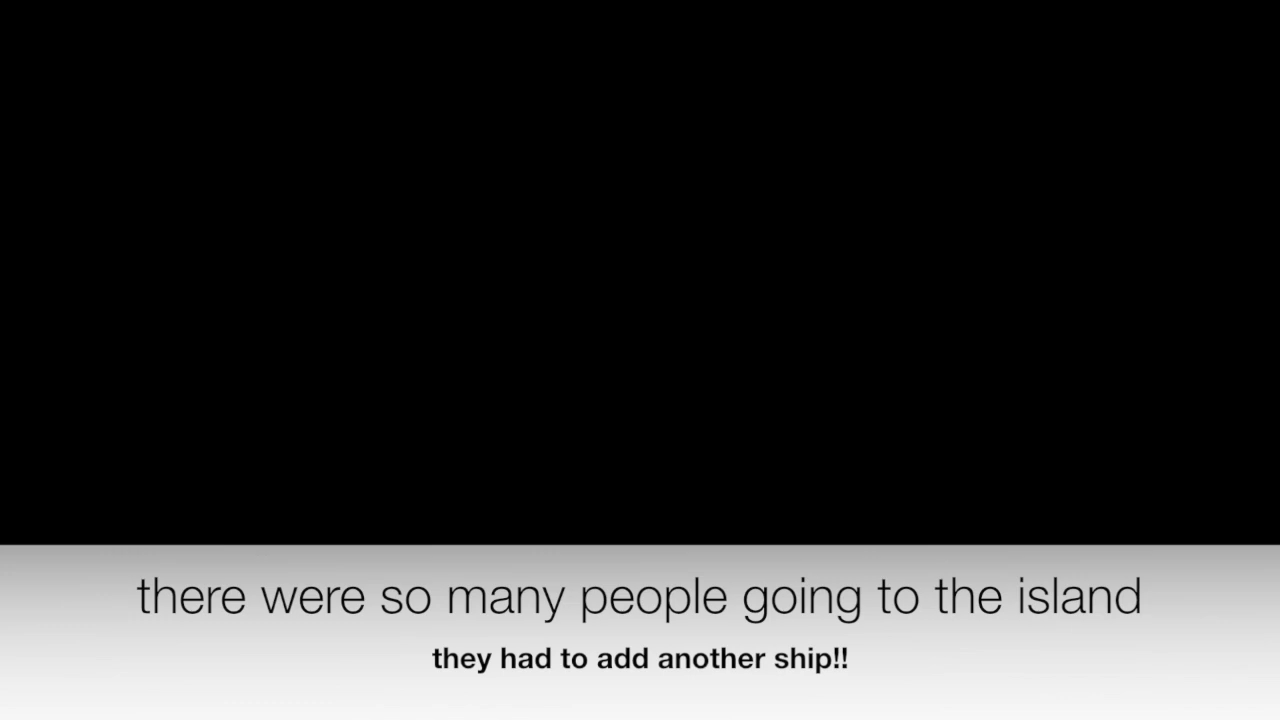 there were so many people going to the island
they had to add another ship!!